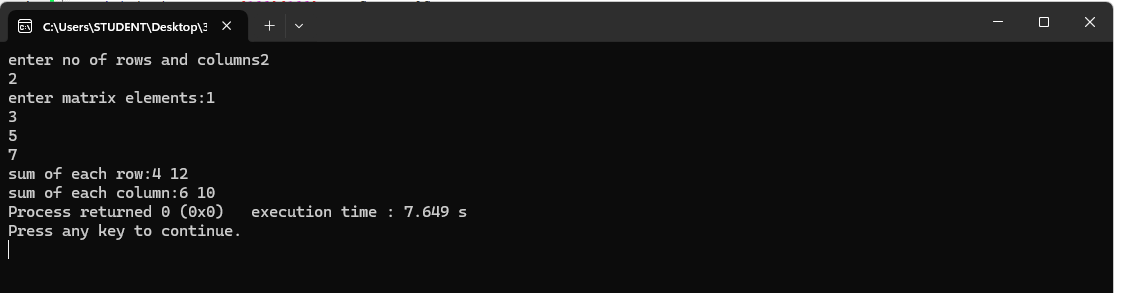 C:\Users\STUDENT\Desktop\3
enter no of rows and columns2
2
enter matrix elements:1
3
5
7
sum of each row:4 12
sum of each column:6 10
Process returned 0 (0x0)   execution time : 7.649 s
Press any key to continue.